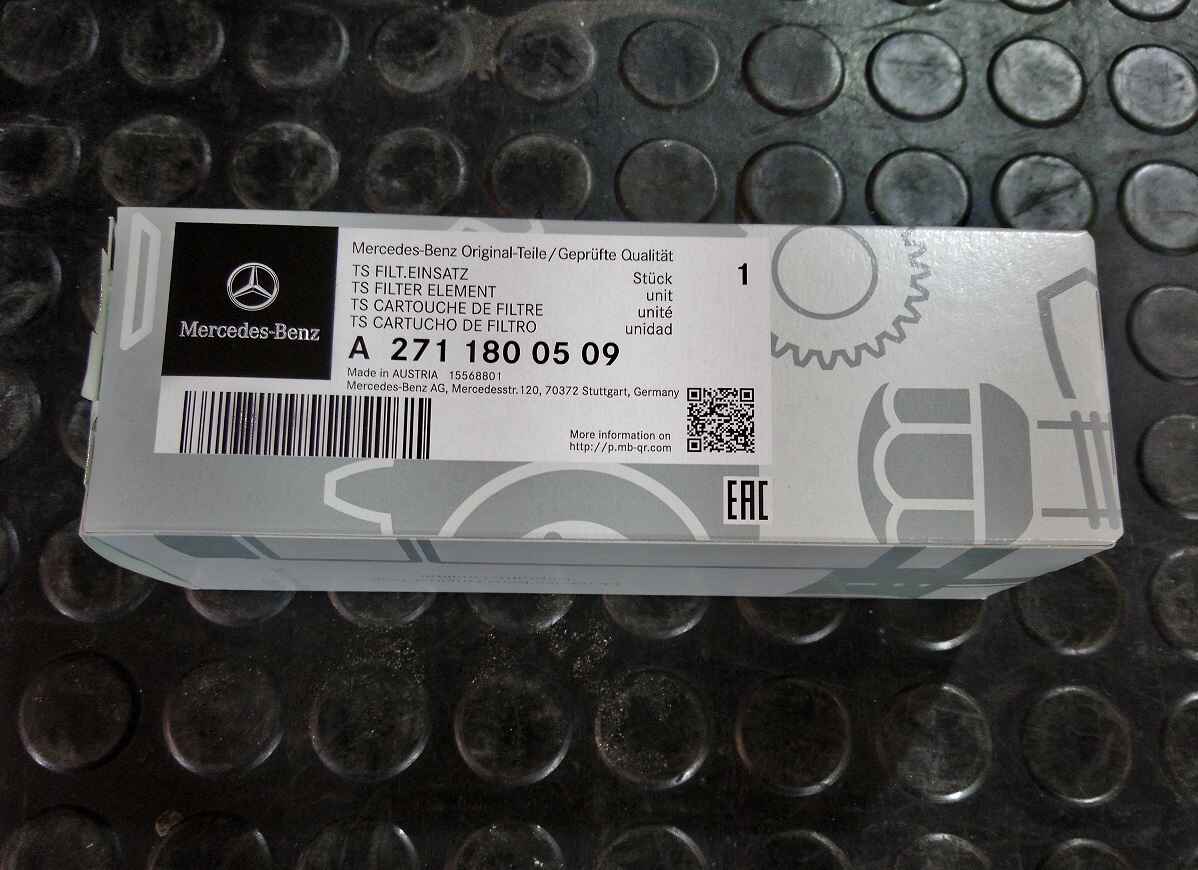 Mercedes-Benz
Mercedes-Benz Original-Teile/Geprüfte Qualität
TS FILT.EINSATZ Stück 1
TS FILTER ELEMENT unit
TS CARTOUCHE DE FILTRE unité
TS CARTUCHO DE FILTRO unidad
A 271 180 05 09
Made in AUSTRIA 15568801
Mercedes-Benz AG, Mercedesstr.120, 70372 Stuttgart, Germany
More information on
http://p.mb-qr.com
EAC